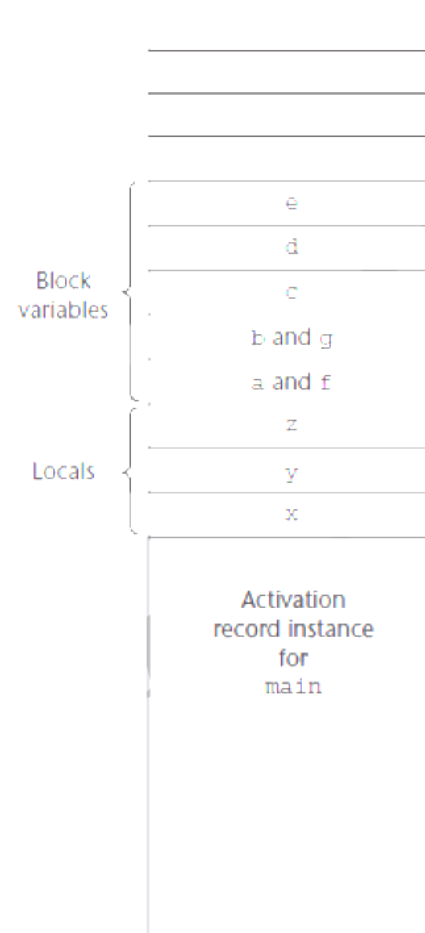 e
d
c
Block
variables
b and g
a and f
z
Locals
y
x
Activation
record instance
for
main